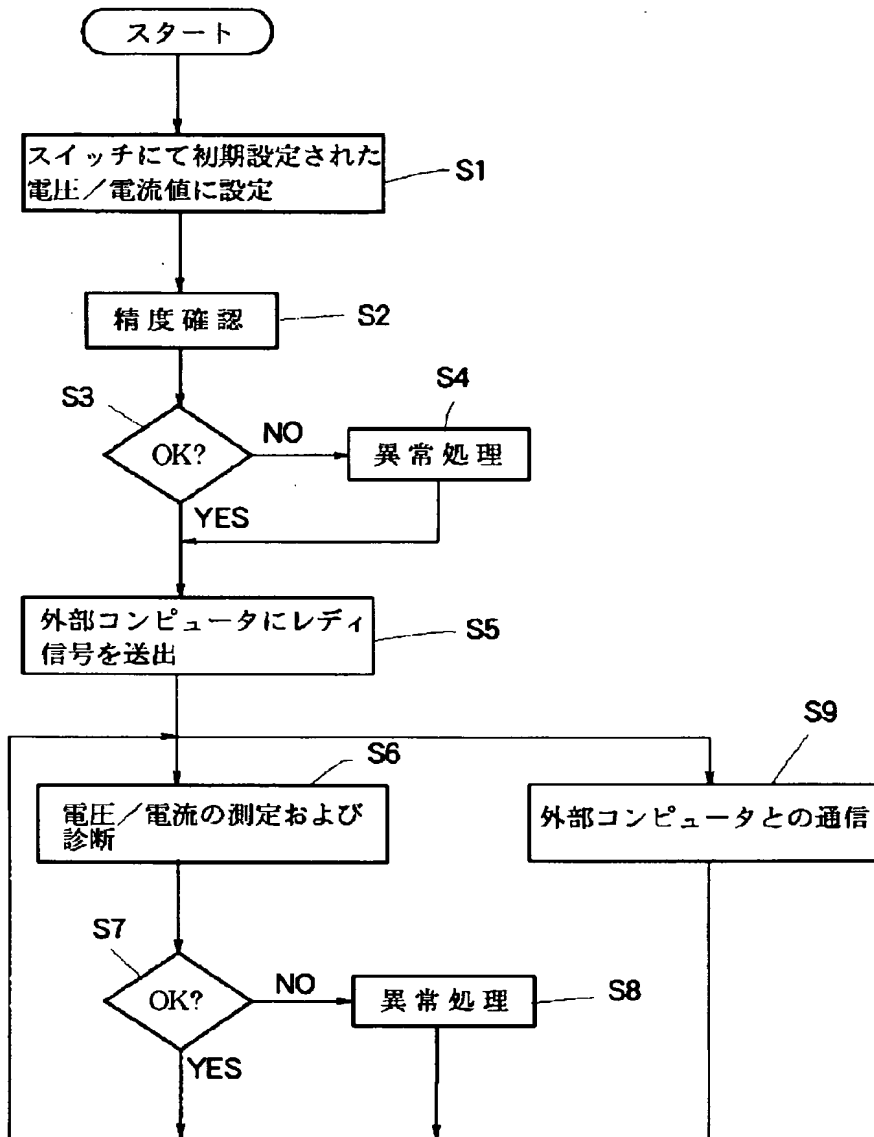 スタート
スイッチにて初期設定された
電圧／電流値に設定
S1
精度確認
S2
S3
OK?
NO
S4
異常処理
YES
外部コンピュータにレディ
信号を送出
S5
S6
電圧／電流の測定および
診断
S9
外部コンピュータとの通信
S7
OK?
NO
異常処理
S8
YES